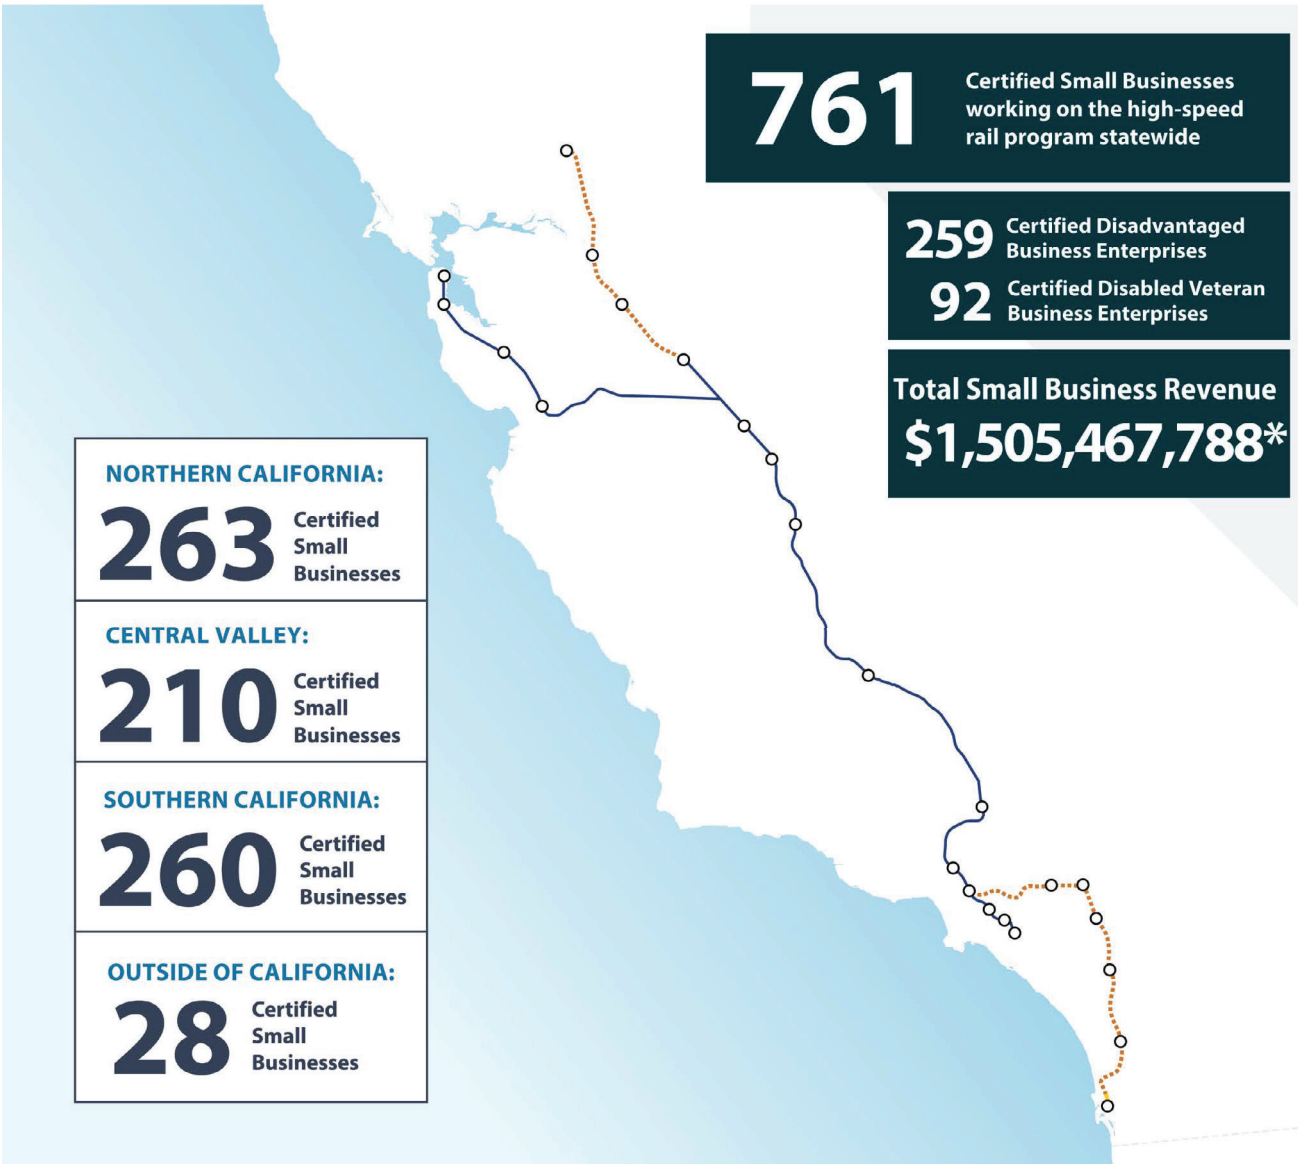 761
Certified Small Businesses
working on the high-speed
rail program statewide
259
Certified Disadvantaged
Business Enterprises
92
Certified Disabled Veteran
Business Enterprises
Total Small Business Revenue
$1,505,467,788*
NORTHERN CALIFORNIA:
263
Certified
Small
Businesses
CENTRAL VALLEY:
210
Certified
Small
Businesses
SOUTHERN CALIFORNIA:
260
Certified
Small
Businesses
OUTSIDE OF CALIFORNIA:
28
Certified
Small
Businesses